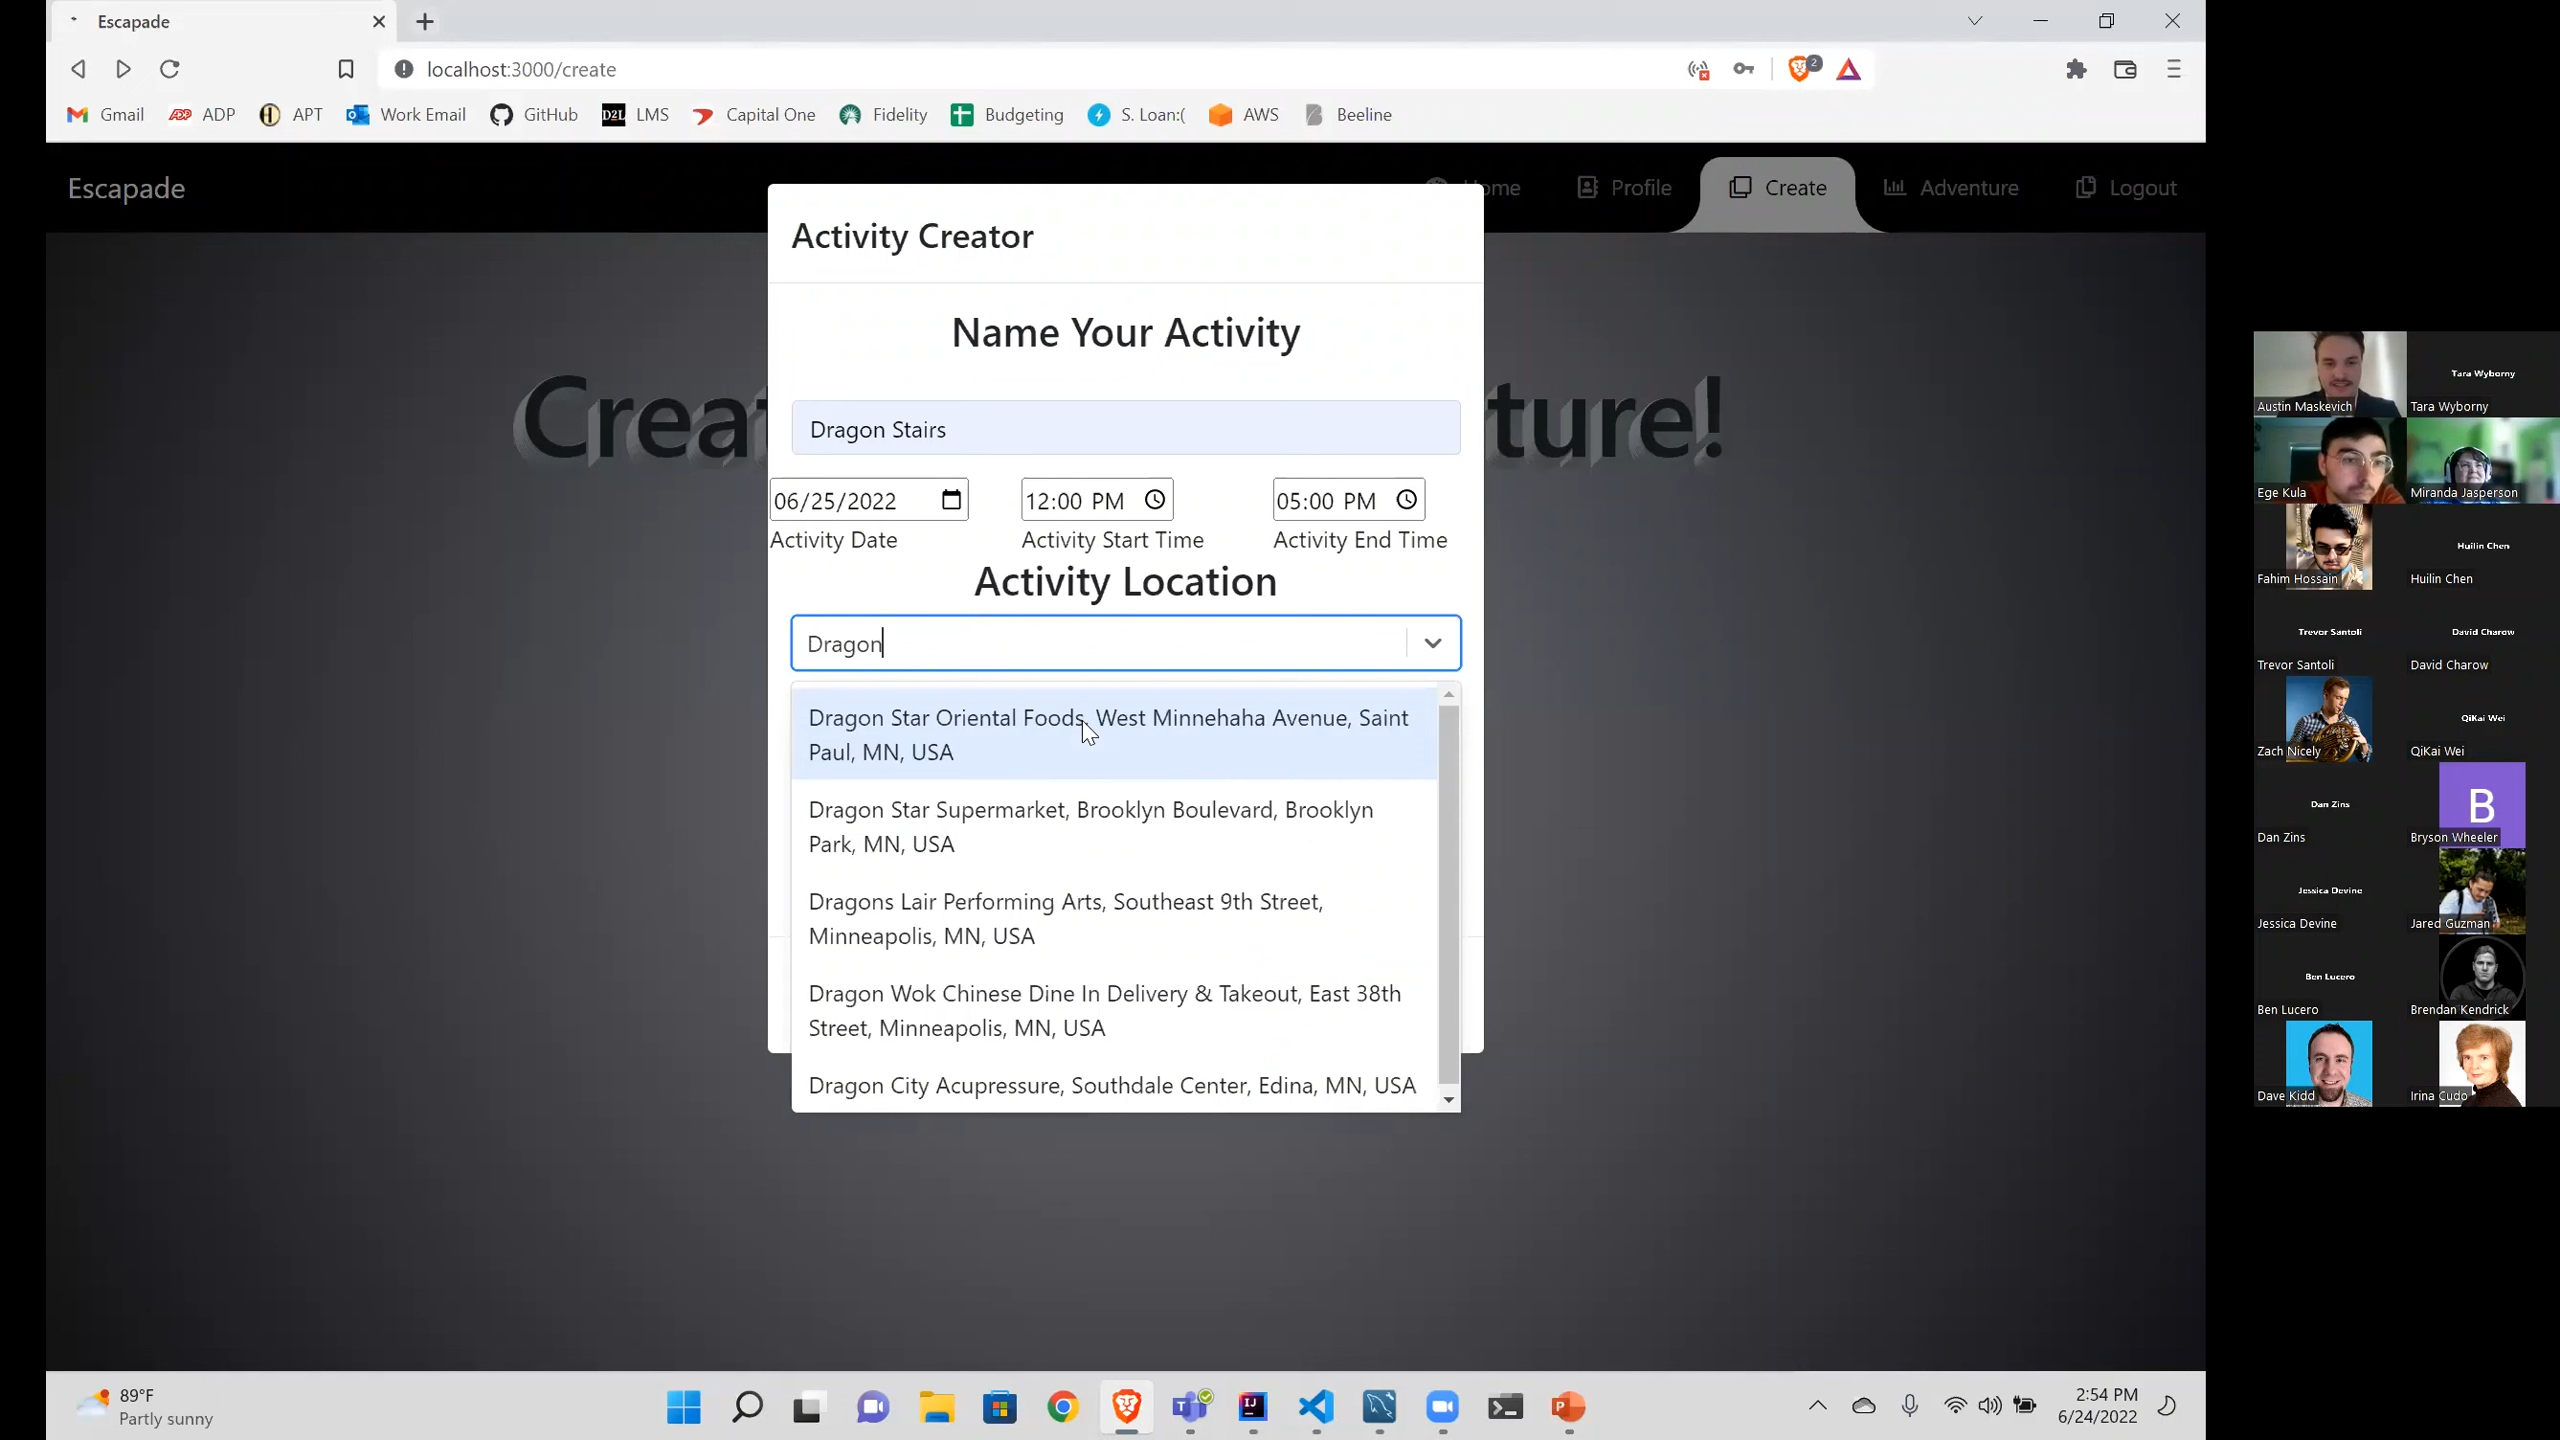 Escapade
localhost:3000/create
2
Gmail ADP APT Work Email GitHub D2L LMS Capital One Fidelity Budgeting S. Loan:( AWS Beeline
Escapade
ome Profile Create Adventure Logout
Activity Creator
Name Your Activity
Creat ture!
Dragon Stairs
06/25/2022 12:00 PM 05:00 PM
Activity Date Activity Start Time Activity End Time
Activity Location
Dragon
Dragon Star Oriental Foods, West Minnehaha Avenue, Saint
Paul, MN, USA
Dragon Star Supermarket, Brooklyn Boulevard, Brooklyn
Park, MN, USA
Dragons Lair Performing Arts, Southeast 9th Street,
Minneapolis, MN, USA
Dragon Wok Chinese Dine In Delivery & Takeout, East 38th
Street, Minneapolis, MN, USA
Dragon City Acupressure, Southdale Center, Edina, MN, USA
Tara Wyborny
Austin Maskevich Tara Wyborny
Ege Kula Miranda Jasperson
Huilin Chen
Fahim Hossain Huilin Chen
Trevor Santoli David Charow
Trevor Santoli David Charow
QiKai Wei
Zach Nicely QiKai Wei
Dan Zins B
Dan Zins Bryson Wheeler
Jessica Devine
Jessica Devine Jared Guzman
Ben Lucero
Ben Lucero Brendan Kendrick
Dave Kidd Irina Cudo
89°F
Partly sunny
2:54 PM
6/24/2022